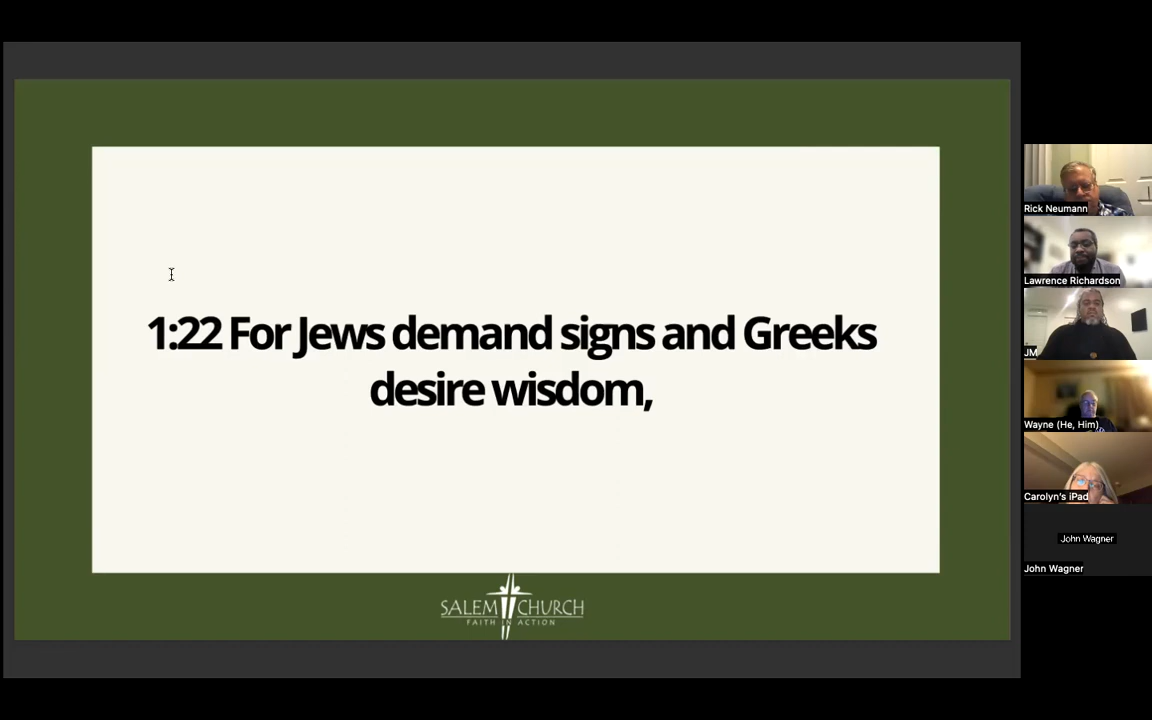 1:22 For Jews demand signs and Greeks
desire wisdom,
SALEM CHURCH
FAITH IN ACTION
Rick Neumann
Lawrence Richardson
JM
Wayne (He, Him)
Carolyn's iPad
John Wagner
John Wagner